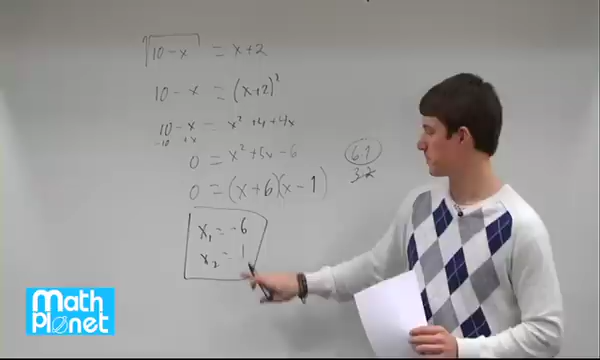 √10-x = x+2
10-x = (x+2)²
10-x = x²+4+4x
-10 +x
0 = x²+5x-6
0 = (x+6)(x-1)
6·1
3·2
x₁ = -6
x₂ = 1
Math
Planet